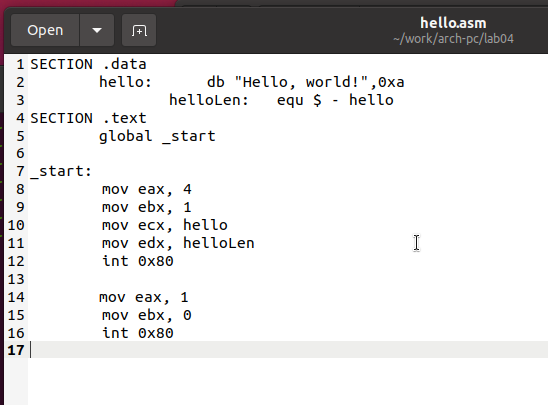 Open
hello.asm
~/work/arch-pc/lab04
1 SECTION .data
2 hello: db "Hello, world!",0xa
3 helloLen: equ $ - hello
4 SECTION .text
5 global _start
6
7 _start:
8 mov eax, 4
9 mov ebx, 1
10 mov ecx, hello
11 mov edx, helloLen
12 int 0x80
13
14 mov eax, 1
15 mov ebx, 0
16 int 0x80
17